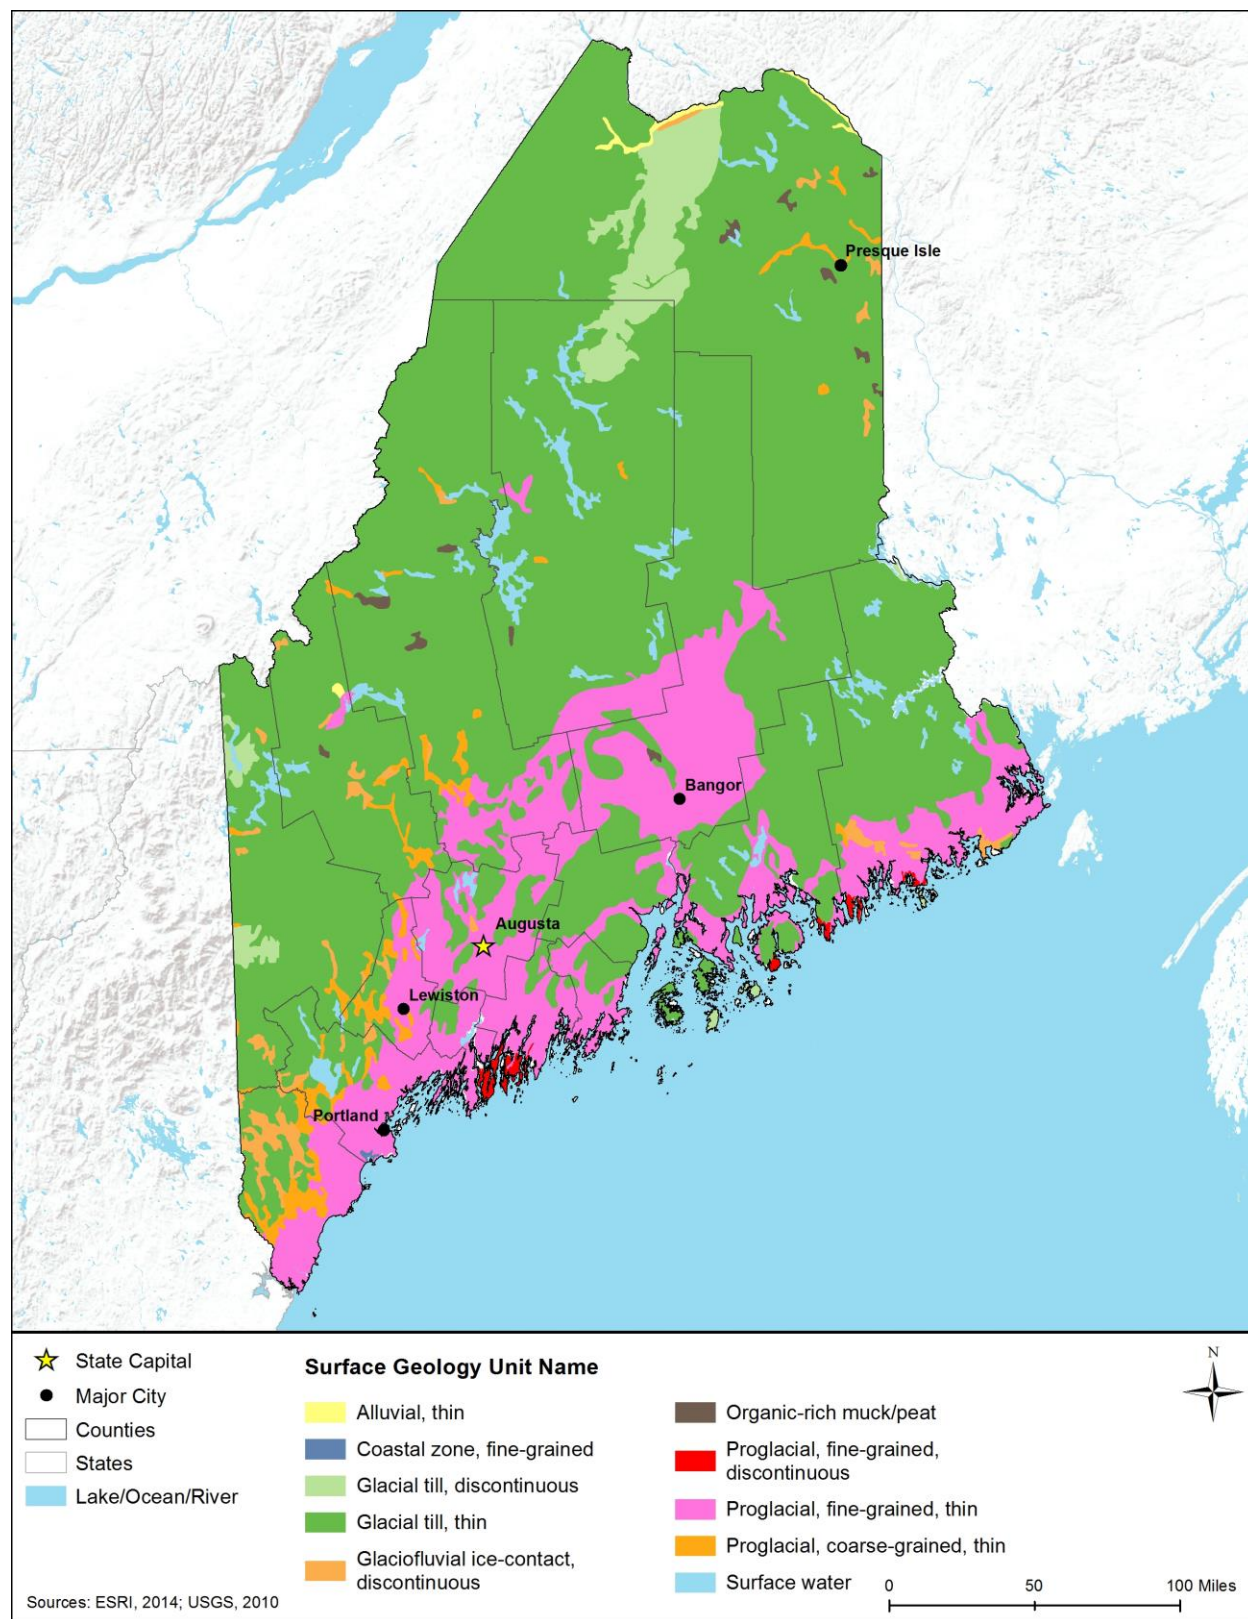 Presque Isle
Bangor
Augusta
Lewiston
Portland
State Capital
Major City
Counties
States
Lake/Ocean/River
Sources: ESRI, 2014; USGS, 2010
Surface Geology Unit Name
Alluvial, thin
Coastal zone, fine-grained
Glacial till, discontinuous
Glacial till, thin
Glaciofluvial ice-contact,
discontinuous
Organic-rich muck/peat
Proglacial, fine-grained,
discontinuous
Proglacial, fine-grained, thin
Proglacial, coarse-grained, thin
Surface water
N
0 50 100 Miles